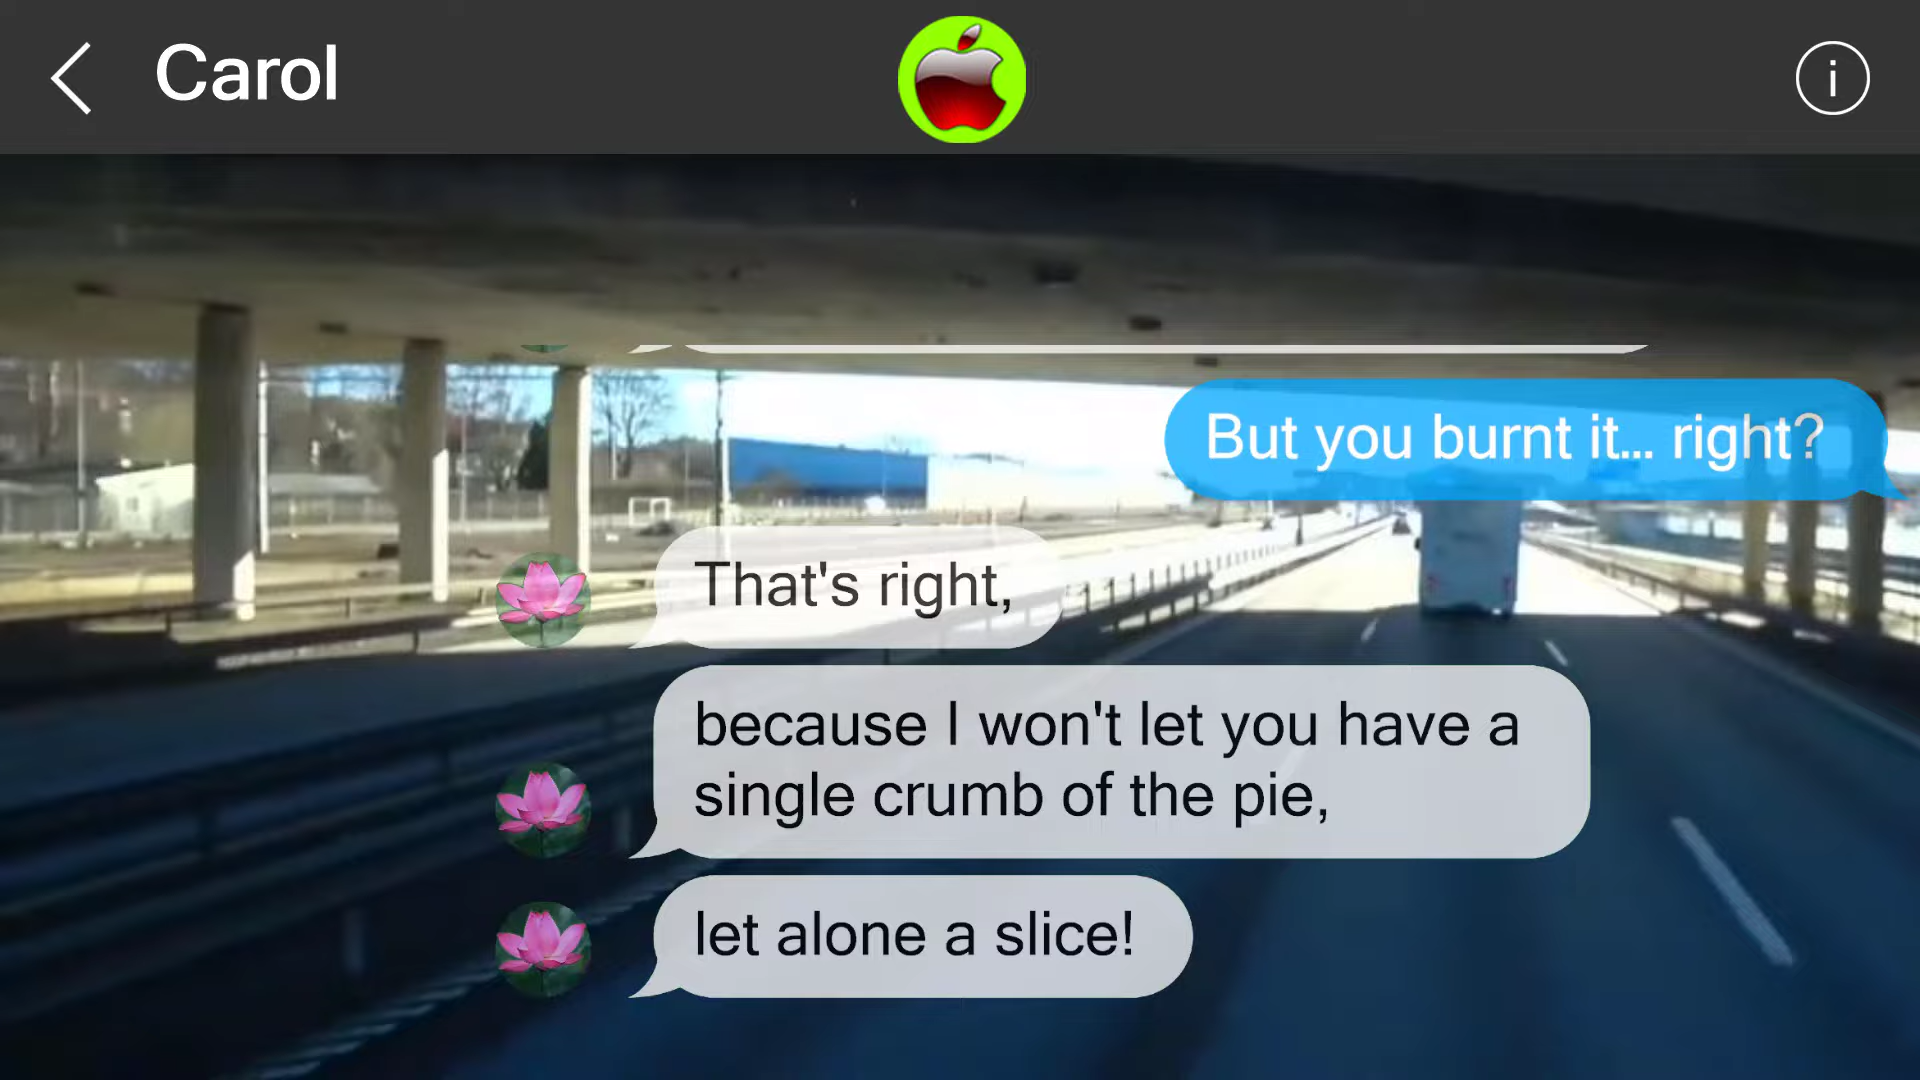 Carol
But you burnt it... right?
That's right,
because I won't let you have a
single crumb of the pie,
let alone a slice!